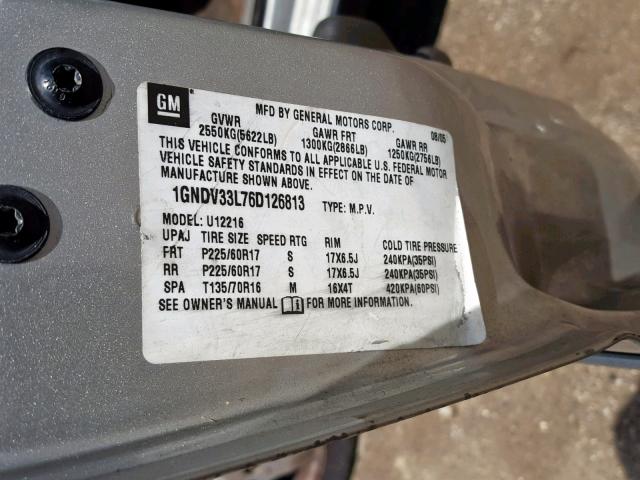 GM
MFD BY GENERAL MOTORS CORP. 08/05
GVWR GAWR FRT GAWR RR
2550KG(5622LB) 1300KG(2866LB) 1250KG(2756LB)
THIS VEHICLE CONFORMS TO ALL APPLICABLE U.S. FEDERAL MOTOR
VEHICLE SAFETY STANDARDS IN EFFECT ON THE DATE OF
MANUFACTURE SHOWN ABOVE.
1GNDV33L76D126813 TYPE: M.P.V.
MODEL: U12216
UPAJ TIRE SIZE SPEED RTG RIM COLD TIRE PRESSURE
FRT P225/60R17 S 17X6.5J 240KPA(35PSI)
RR P225/60R17 S 17X6.5J 240KPA(35PSI)
SPA T135/70R16 M 16X4T 420KPA(60PSI)
SEE OWNER'S MANUAL FOR MORE INFORMATION.